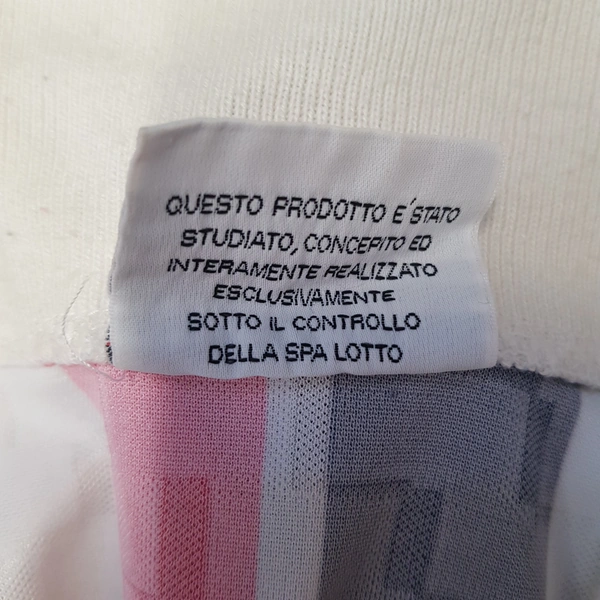 QUESTO PRODOTTO E´STATO
STUDIATO, CONCEPITO ED
INTERAMENTE REALIZZATO
ESCLUSIVAMENTE
SOTTO IL CONTROLLO
DELLA SPA LOTTO